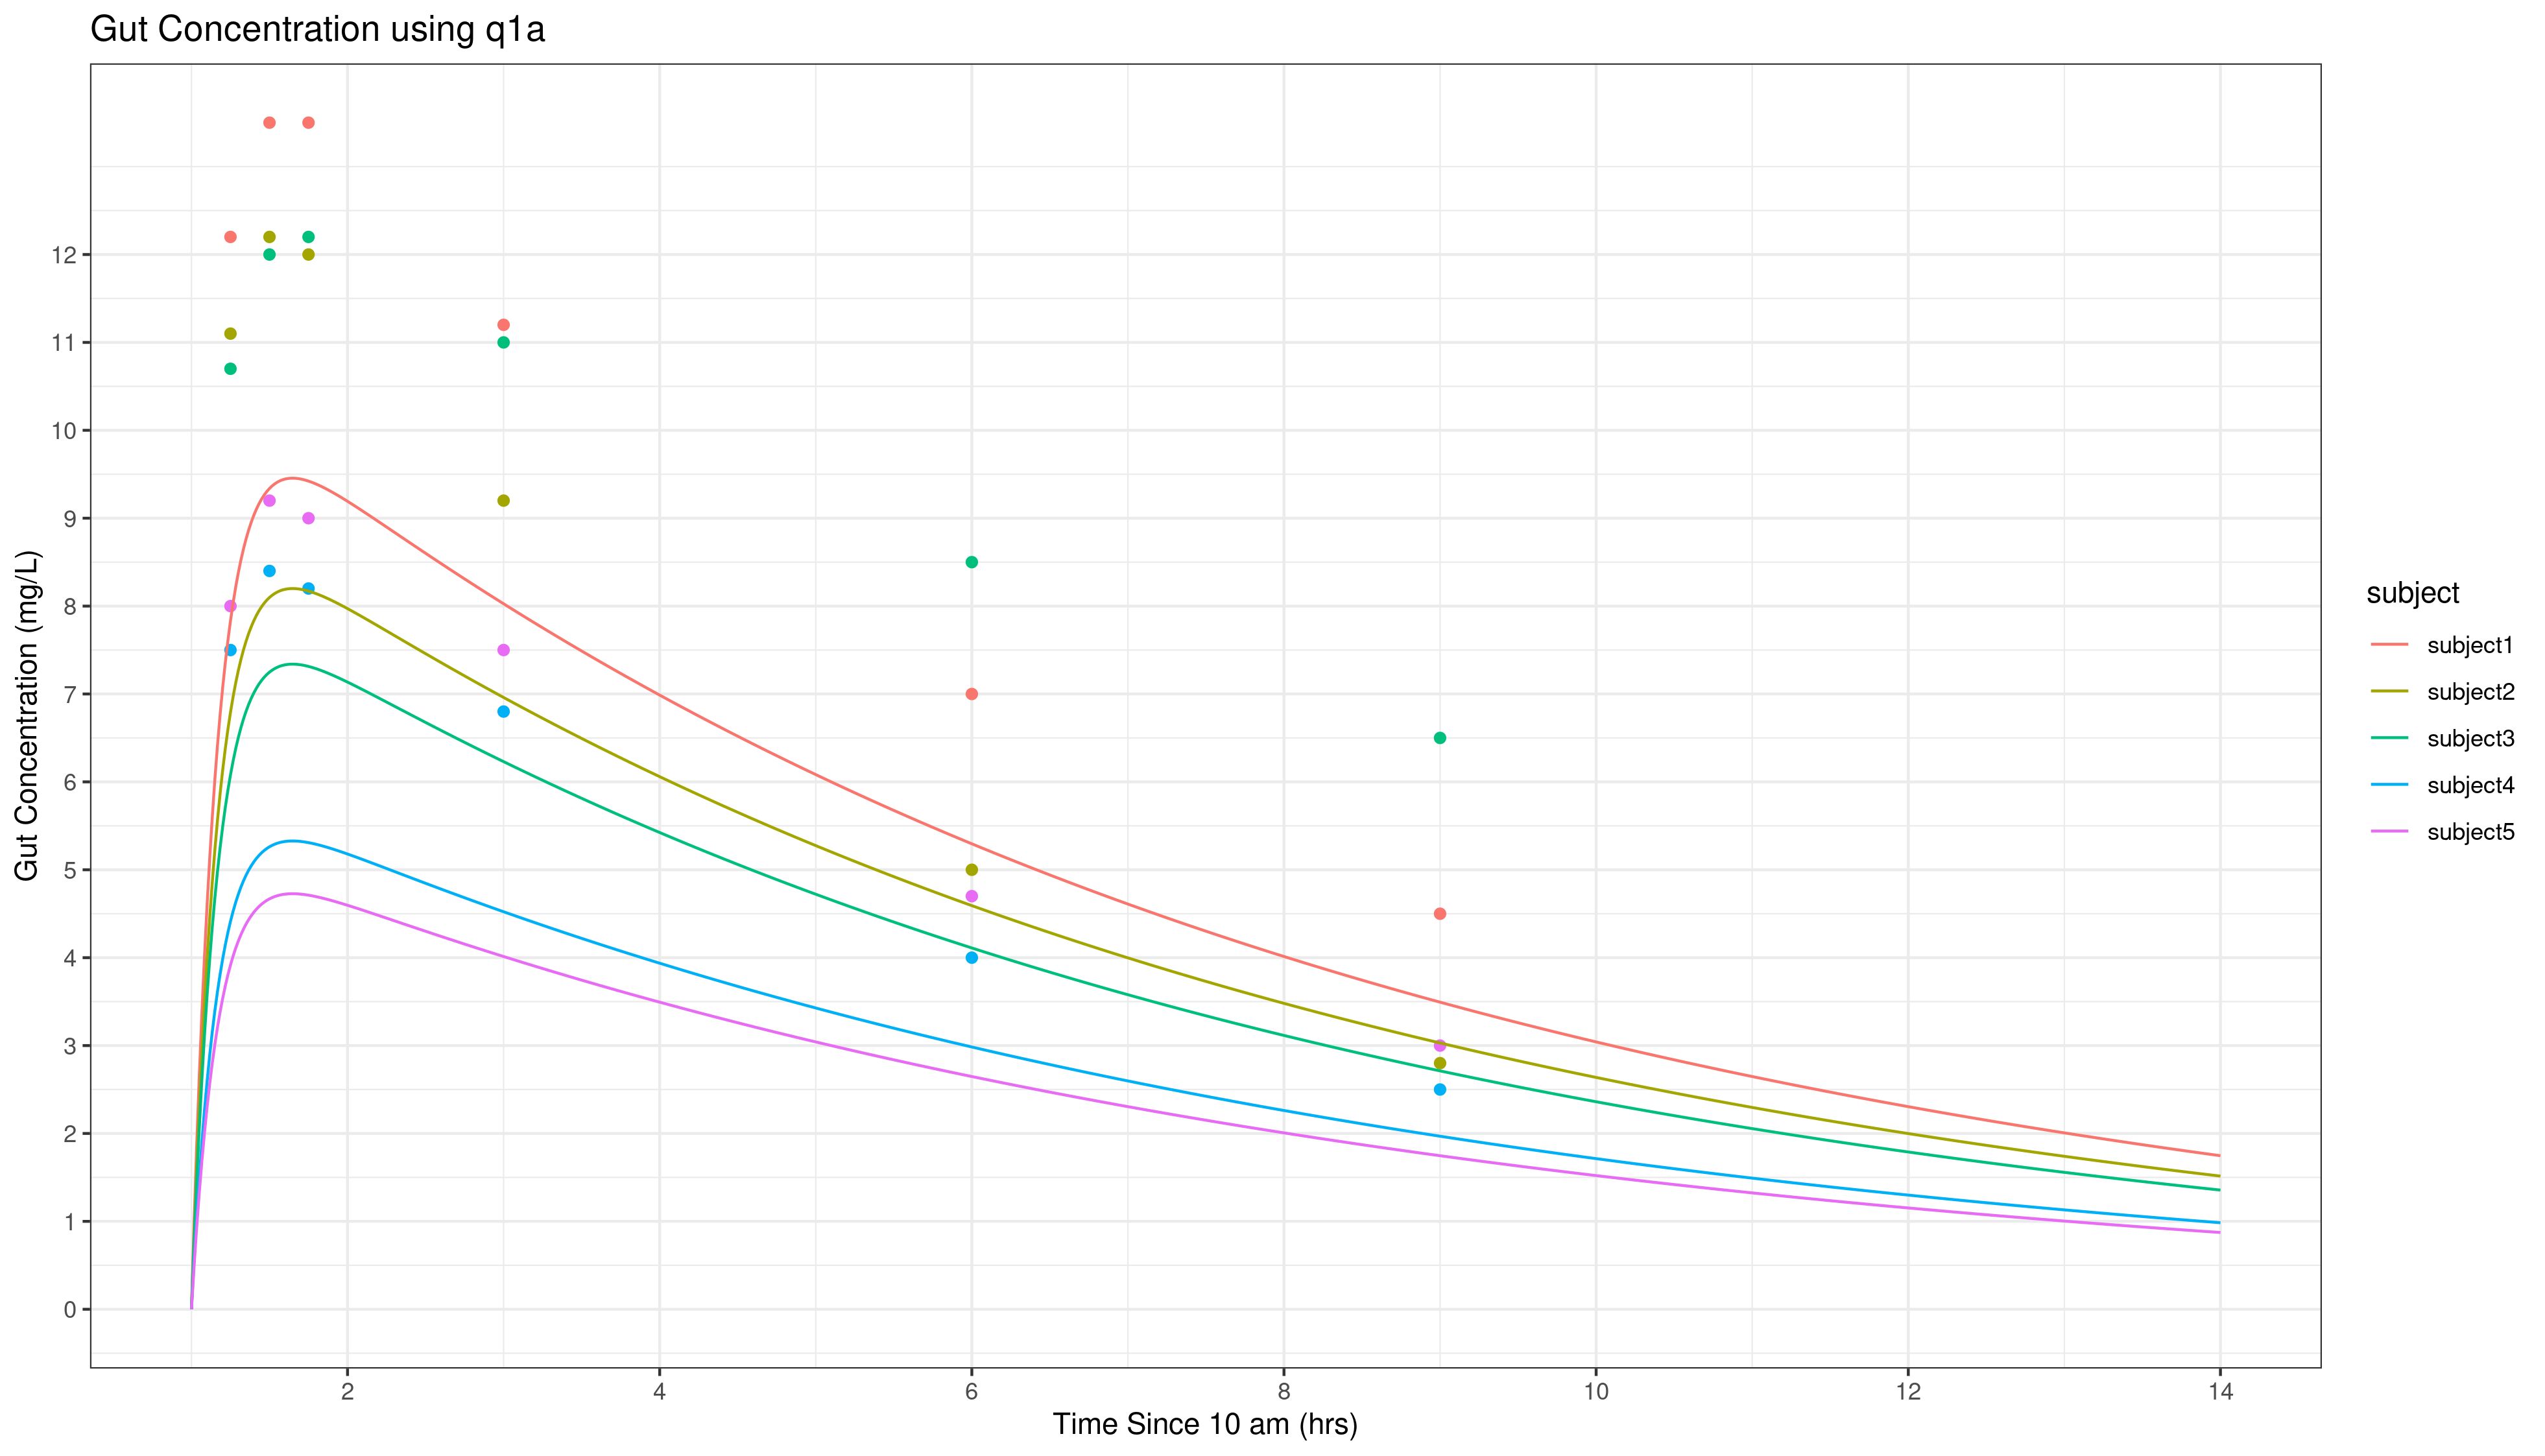 Gut Concentration using q1a
Gut Concentration (mg/L)
12
11
10
9
8
7
6
5
4
3
2
1
0
2 4 6 8 10 12 14
Time Since 10 am (hrs)
subject
subject1
subject2
subject3
subject4
subject5